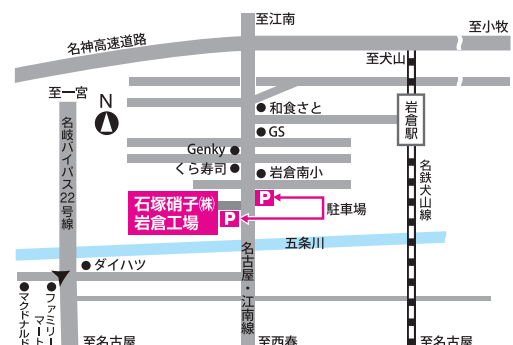 至江南
至小牧
名神高速道路
至犬山
至一宮
N
和食さと
岩倉駅
GS
名岐バイパス22号線
Genky
くら寿司
岩倉南小
名鉄犬山線
石塚硝子㈱
岩倉工場
P
P
駐車場
五条川
名古屋・江南線
ダイハツ
マクドナルド
ファミリー
マート
至名古屋
至西春
至名古屋